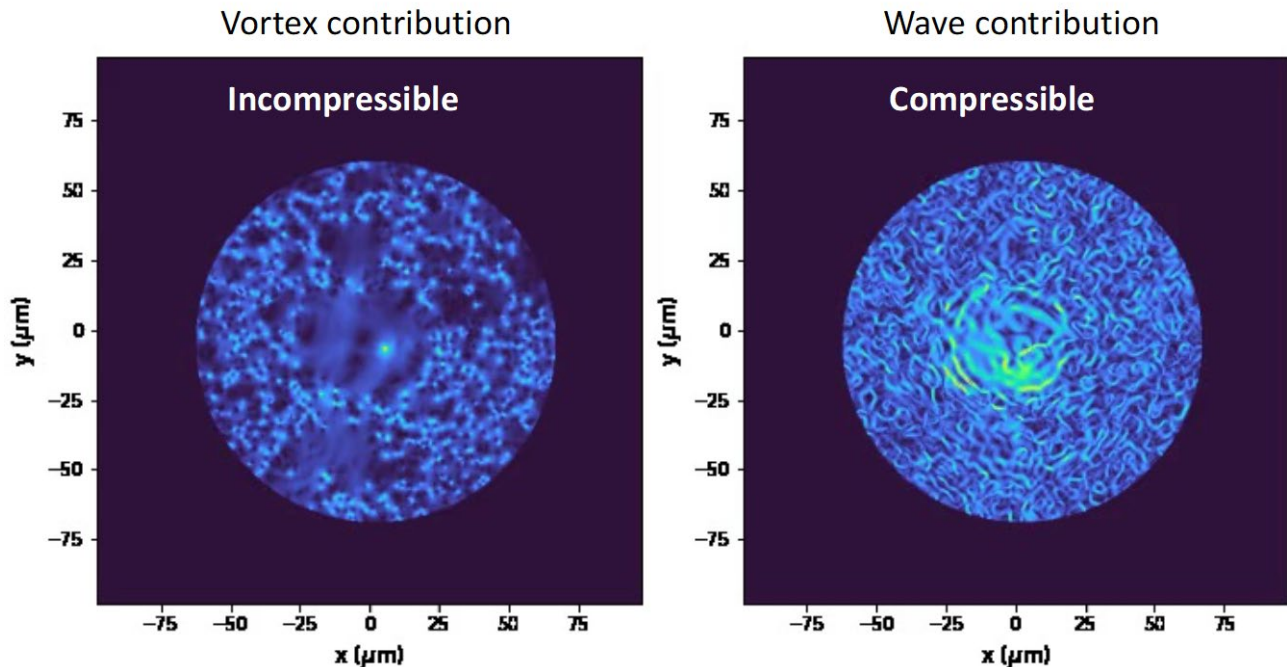 Vortex contribution
Incompressible
75
50
25
0
−25
−50
−75
y (μm)
−75 −50 −25 0 25 50 75
x (μm)
Wave contribution
Compressible
75
50
25
0
−25
−50
−75
y (μm)
−75 −50 −25 0 25 50 75
x (μm)